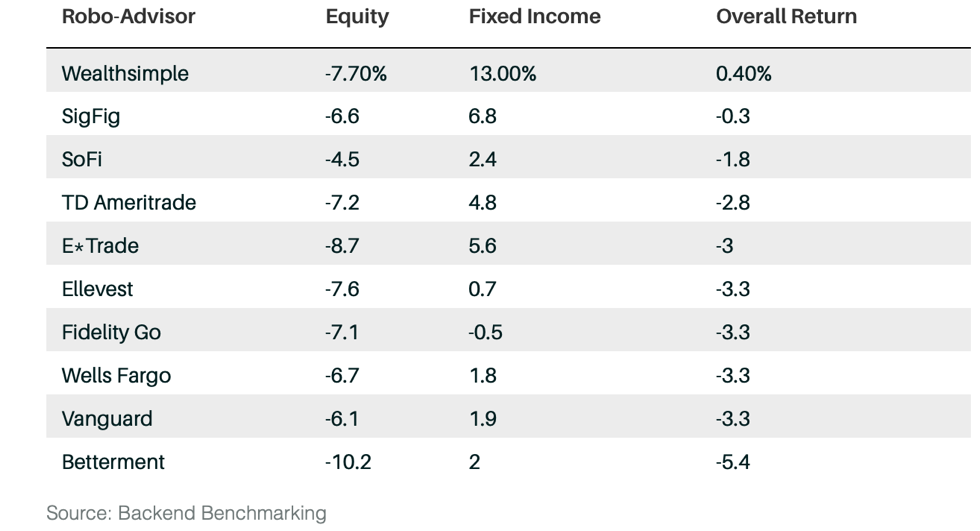 Robo-Advisor Equity Fixed Income Overall Return
Wealthsimple -7.70% 13.00% 0.40%
SigFig -6.6 6.8 -0.3
SoFi -4.5 2.4 -1.8
TD Ameritrade -7.2 4.8 -2.8
E*Trade -8.7 5.6 -3
Ellevest -7.6 0.7 -3.3
Fidelity Go -7.1 -0.5 -3.3
Wells Fargo -6.7 1.8 -3.3
Vanguard -6.1 1.9 -3.3
Betterment -10.2 2 -5.4
Source: Backend Benchmarking